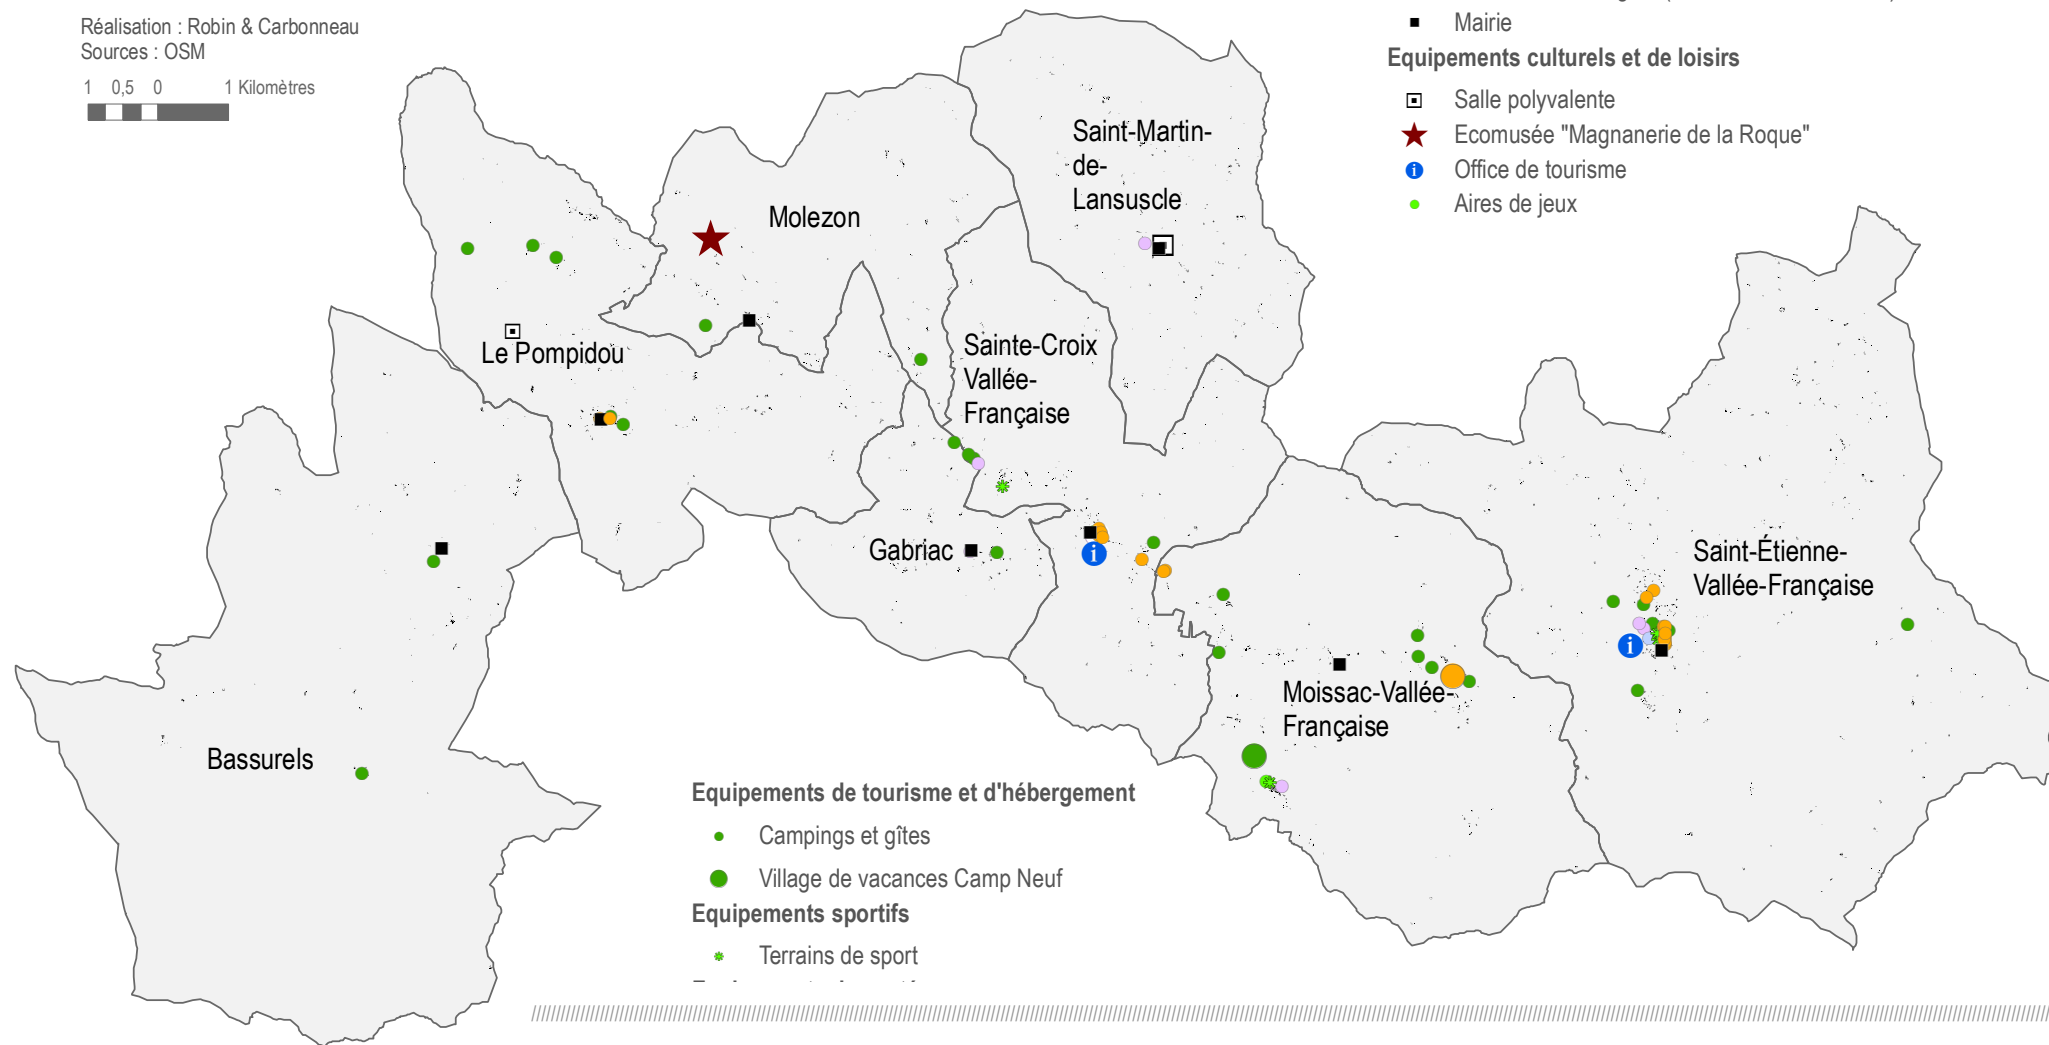 Réalisation : Robin & Carbonneau
Sources : OSM
1 0,5 0 1 Kilomètres
Mairie
Equipements culturels et de loisirs
Salle polyvalente
Ecomusée "Magnanerie de la Roque"
Office de tourisme
Aires de jeux
Saint-Martin-
de-
Lansuscle
Molezon
Le Pompidou
Sainte-Croix
Vallée-
Française
Gabriac
Saint-Étienne-
Vallée-Française
Moissac-Vallée-
Française
Bassurels
Equipements de tourisme et d'hébergement
Campings et gîtes
Village de vacances Camp Neuf
Equipements sportifs
Terrains de sport